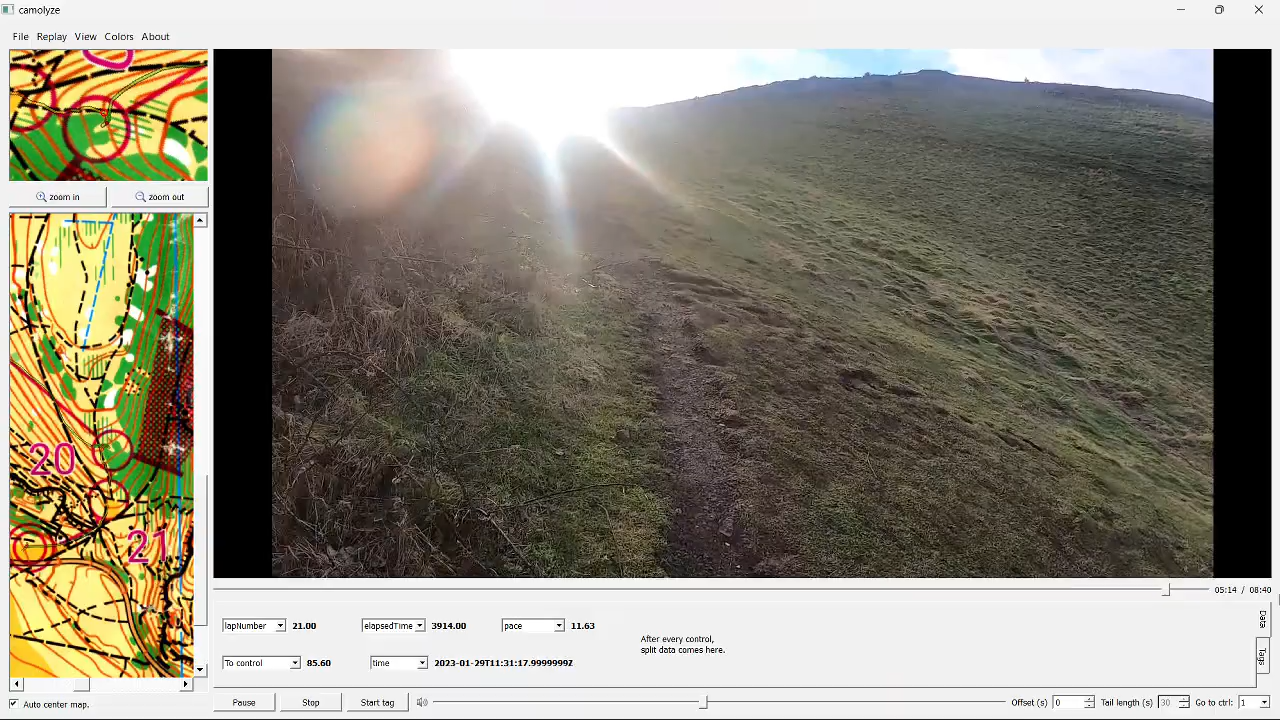 camolyze
File Replay View Colors About
zoom in zoom out
20
21
05:14 / 08:40
lapNumber 21.00 elapsedTime 3914.00 pace 11.63
After every control,
split data comes here.
To control 85.60 time 2023-01-29T11:31:17.9999999Z
Data
Tags
Auto center map.
Pause Stop Start tag Offset (s) 0 Tail length (s) 30 Go to ctrl: 1